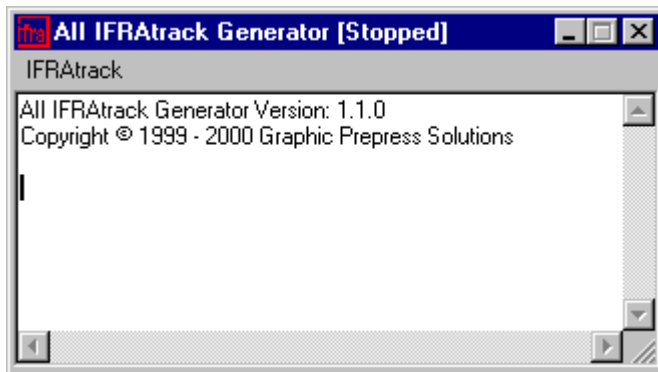 ifra All IFRAtrack Generator [Stopped]
IFRAtrack
All IFRAtrack Generator Version: 1.1.0
Copyright © 1999 - 2000 Graphic Prepress Solutions